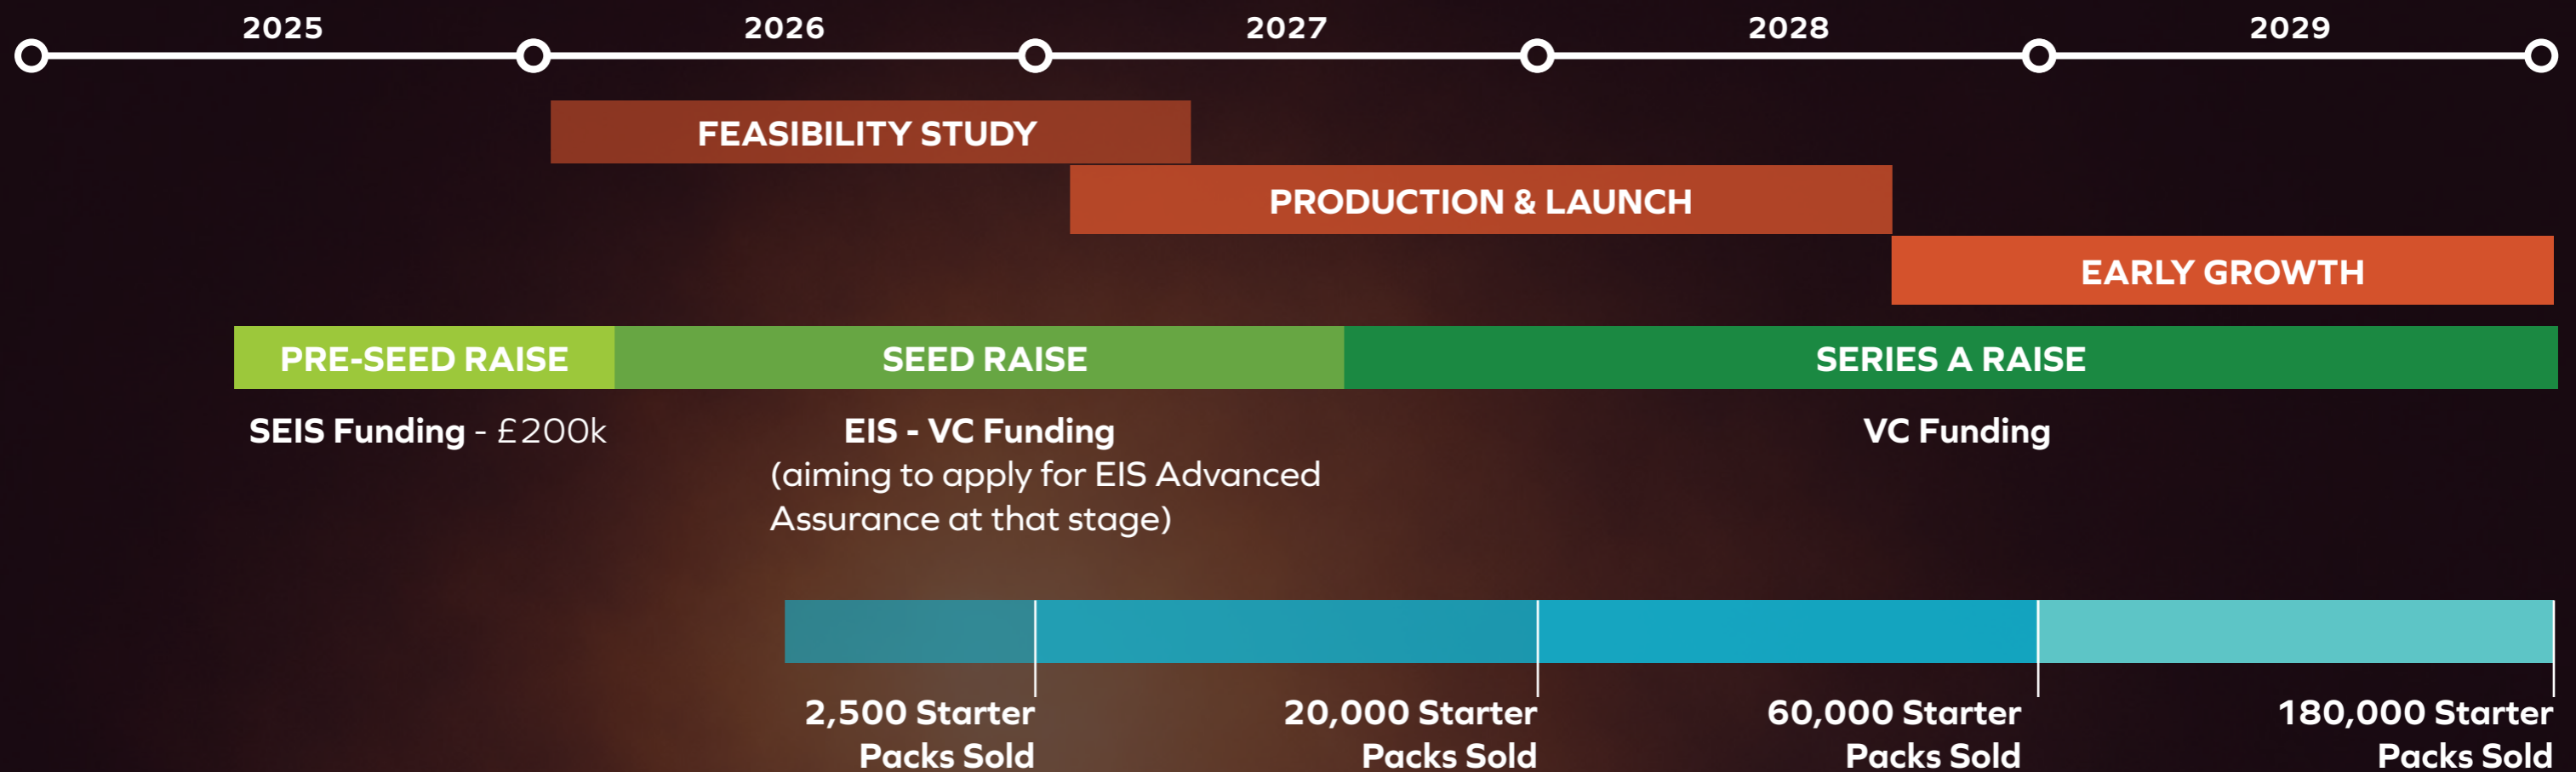 2025
2026
2027
2028
2029
FEASIBILITY STUDY
PRODUCTION & LAUNCH
EARLY GROWTH
PRE-SEED RAISE
SEED RAISE
SERIES A RAISE
SEIS Funding - £200k
EIS - VC Funding
(aiming to apply for EIS Advanced
Assurance at that stage)
VC Funding
2,500 Starter
Packs Sold
20,000 Starter
Packs Sold
60,000 Starter
Packs Sold
180,000 Starter
Packs Sold